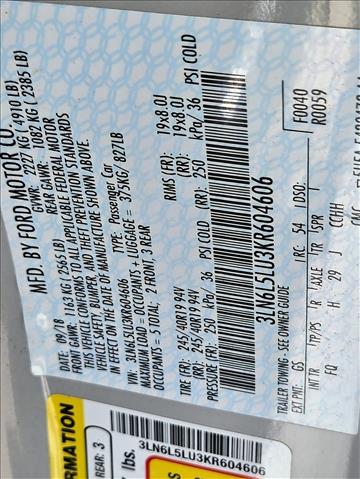 MFD. BY FORD MOTOR CO.
09/18 GVWR: 2227 KG ( 4910 LB)
FRONT GAWR: 1163 KG (2565 LB) REAR GAWR: 1082 KG ( 2385 LB)
THIS VEHICLE CONFORMS TO ALL APPLICABLE FEDERAL MOTOR
VEHICLE SAFETY, BUMPER, AND THEFT PREVENTION STANDARDS
IN EFFECT ON THE DATE OF MANUFACTURE SHOWN ABOVE.
VIN: 3LN6L5LU3KR604606 TYPE: Passenger Car
MAXIMUM LOAD = OCCUPANTS + LUGGAGE = 375KG/ 827LB
OCCUPANTS = 5 TOTAL: 2 FRONT, 3 REAR
TIRE (FR) 245/40R19 94V RIMS (FR) 19x8.0J
TIRE (RR) 245/40R19 94V (RR) 19x8.0J
PRESSURE (FR) 250 kPa/ 36 PSI COLD (RR) 250 kPa/ 36 PSI COLD
3LN6L5LU3KR604606
TRAILER TOWING - SEE OWNER GUIDE
F0040
R0059
EXT PNT: GS RC: 54 DSO:
INT TR TP/PS R AXLE TR SPR
IT H 29 J CCHH
3LN6L5LU3KR604606
REAR: 3
lbs.